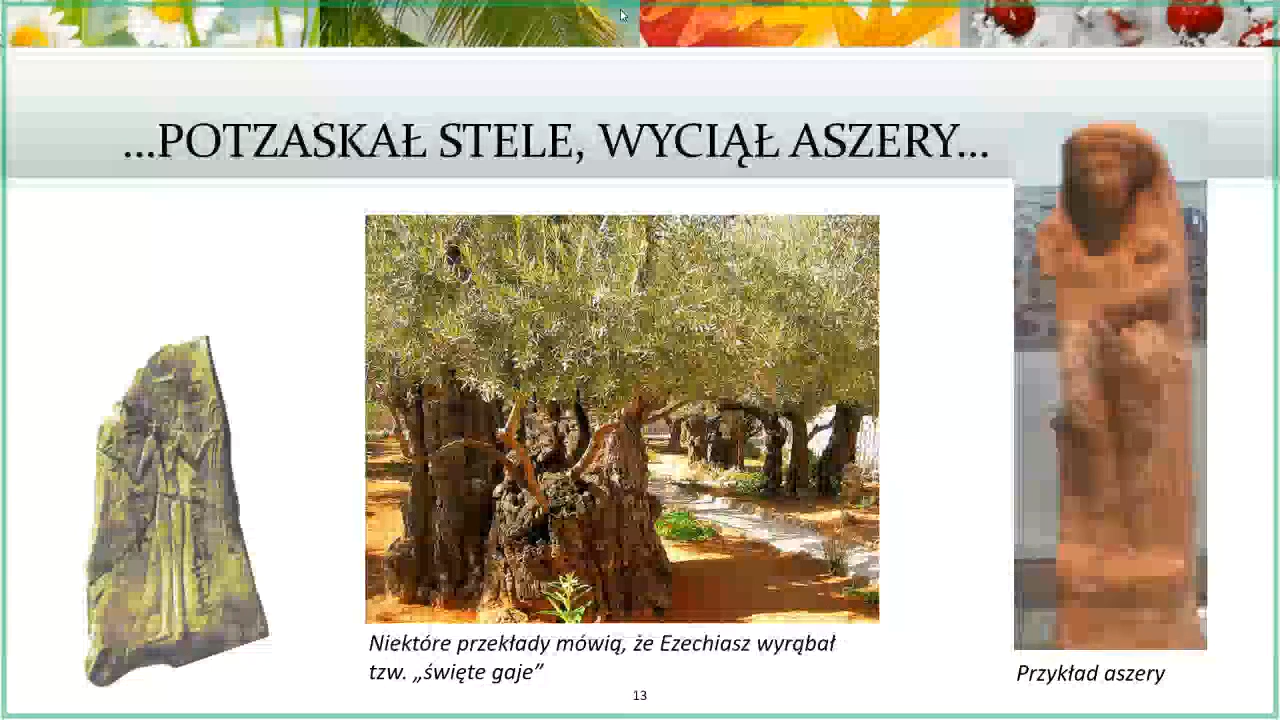 ...POTZASKAŁ STELE, WYCIĄŁ ASZERY...
Niektóre przekłady mówią, że Ezechiasz wyrąbał
tzw. „święte gaje”
Przykład aszery
13